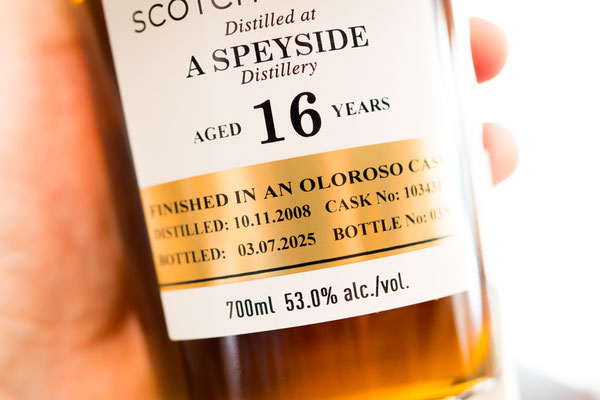 SCOTCH
Distilled at
A SPEYSIDE
Distillery
AGED 16 YEARS
FINISHED IN AN OLOROSO
DISTILLED: 10.11.2008 CASK No:
BOTTLED: 03.07.2025 BOTTLE No:
700ml 53.0% alc./vol.